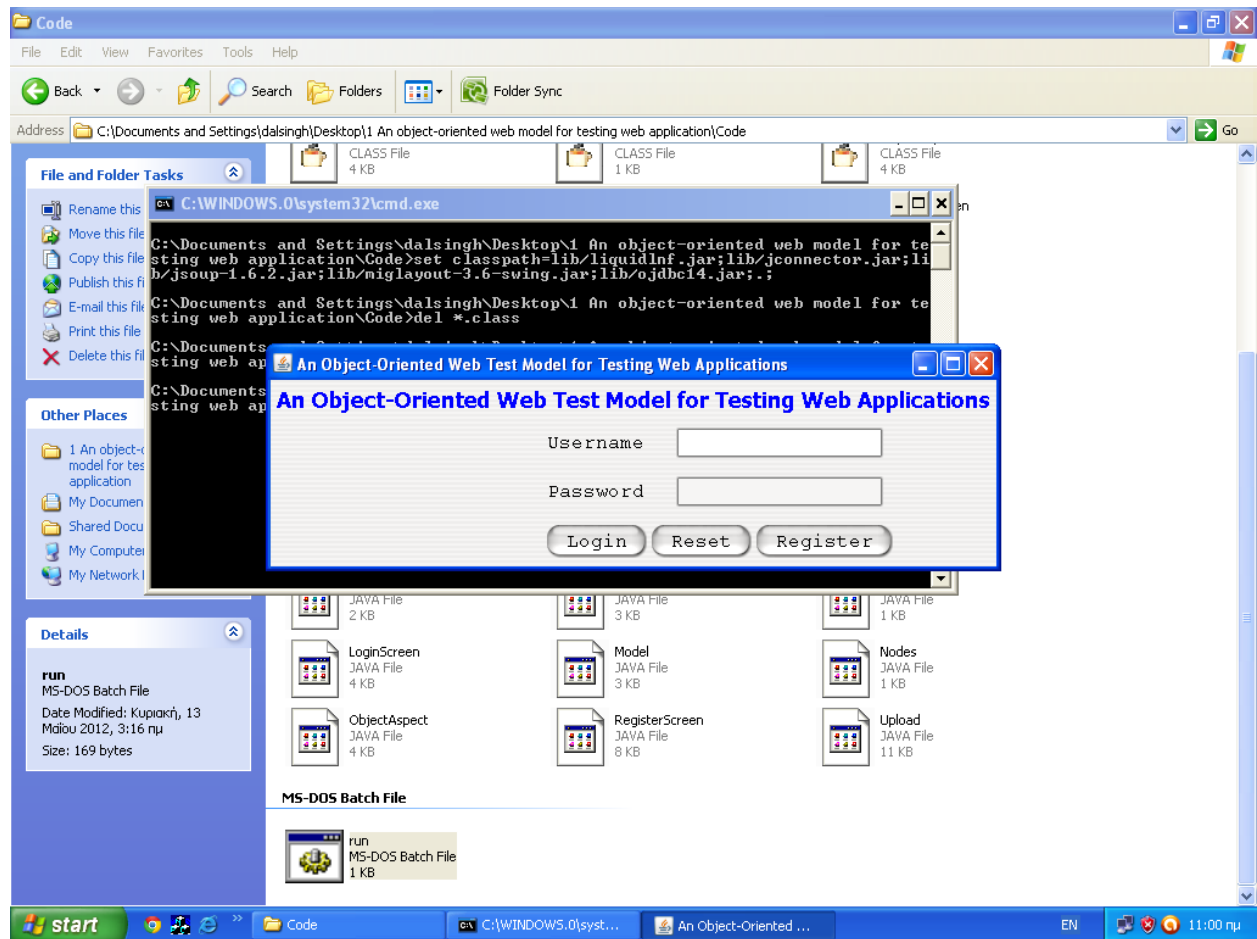 Code
File Edit View Favorites Tools Help
Back Search Folders Folder Sync
Address C:\Documents and Settings\dalsingh\Desktop\1 An object-oriented web model for testing web application\Code Go
CLASS File
4 KB
CLASS File
1 KB
CLASS File
4 KB
File and Folder Tasks
Rename this
Move this file
Copy this file
Publish this fi
E-mail this file
Print this file
Delete this fil
Other Places
1 An object-o
model for tes
application
My Documen
Shared Docu
My Computer
My Network
Details
run
MS-DOS Batch File
Date Modified: Κυριακή, 13
Μαΐου 2012, 3:16 πμ
Size: 169 bytes
C:\WINDOWS.0\system32\cmd.exe
C:\Documents and Settings\dalsingh\Desktop\1 An object-oriented web model for te
sting web application\Code>set classpath=lib/liquidlnf.jar;lib/jconnector.jar;li
b/jsoup-1.6.2.jar;lib/miglayout-3.6-swing.jar;lib/ojdbc14.jar;.;
C:\Documents and Settings\dalsingh\Desktop\1 An object-oriented web model for te
sting web application\Code>del *.class
C:\Documents
sting web ap
C:\Documents
sting web ap
An Object-Oriented Web Test Model for Testing Web Applications
An Object-Oriented Web Test Model for Testing Web Applications
Username
Password
Login Reset Register
en
JAVA File
2 KB
JAVA File
3 KB
JAVA File
1 KB
LoginScreen
JAVA File
4 KB
Model
JAVA File
3 KB
Nodes
JAVA File
1 KB
ObjectAspect
JAVA File
4 KB
RegisterScreen
JAVA File
8 KB
Upload
JAVA File
11 KB
MS-DOS Batch File
run
MS-DOS Batch File
1 KB
start Code C:\WINDOWS.0\syst... An Object-Oriented ... EN 11:00 πμ